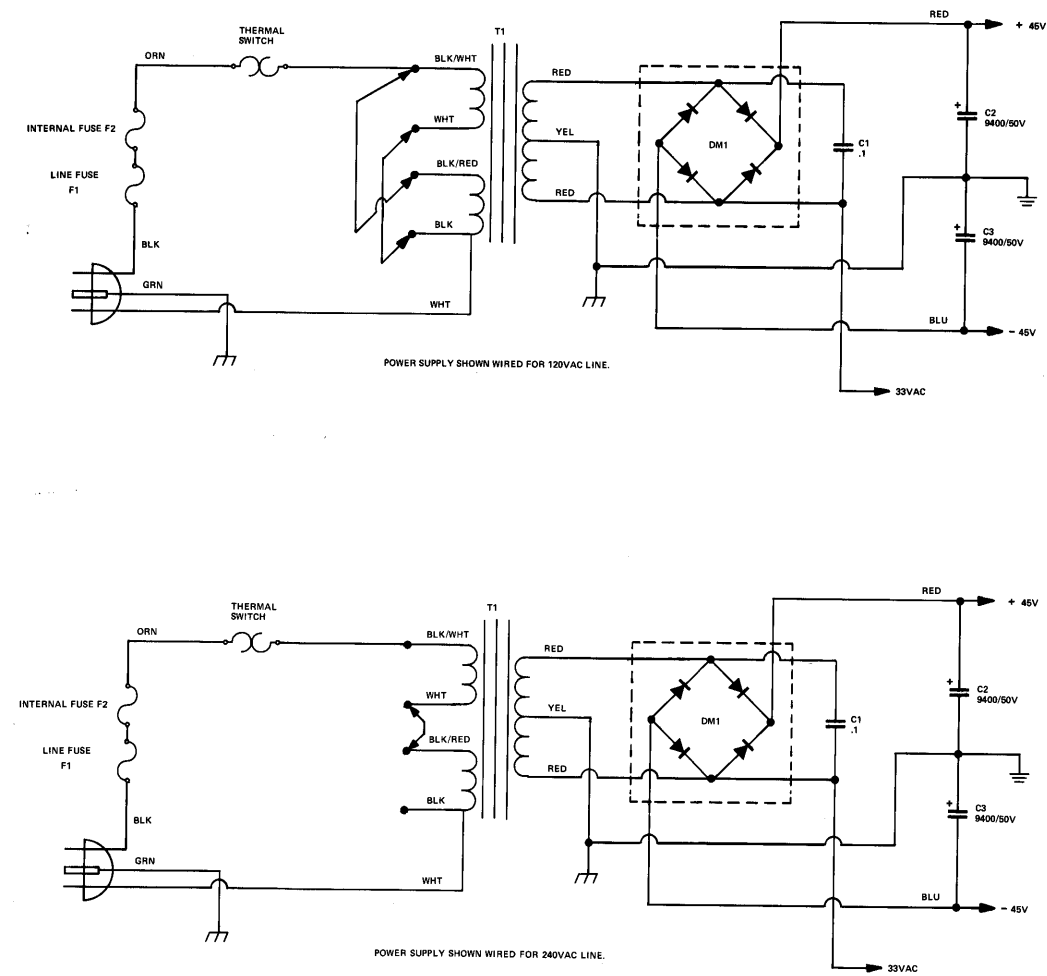 RED
+ 45V
THERMAL
SWITCH
T1
ORN
BLK/WHT
RED
INTERNAL FUSE F2
WHT
YEL
DM1
C1
.1
+
C2
9400/50V
LINE FUSE
F1
BLK/RED
RED
BLK
BLK
+
C3
9400/50V
GRN
WHT
BLU
- 45V
POWER SUPPLY SHOWN WIRED FOR 120VAC LINE.
33VAC
RED
+ 45V
THERMAL
SWITCH
T1
ORN
BLK/WHT
RED
INTERNAL FUSE F2
WHT
YEL
DM1
C1
.1
+
C2
9400/50V
LINE FUSE
F1
BLK/RED
RED
BLK
BLK
+
C3
9400/50V
GRN
WHT
BLU
- 45V
POWER SUPPLY SHOWN WIRED FOR 240VAC LINE.
33VAC